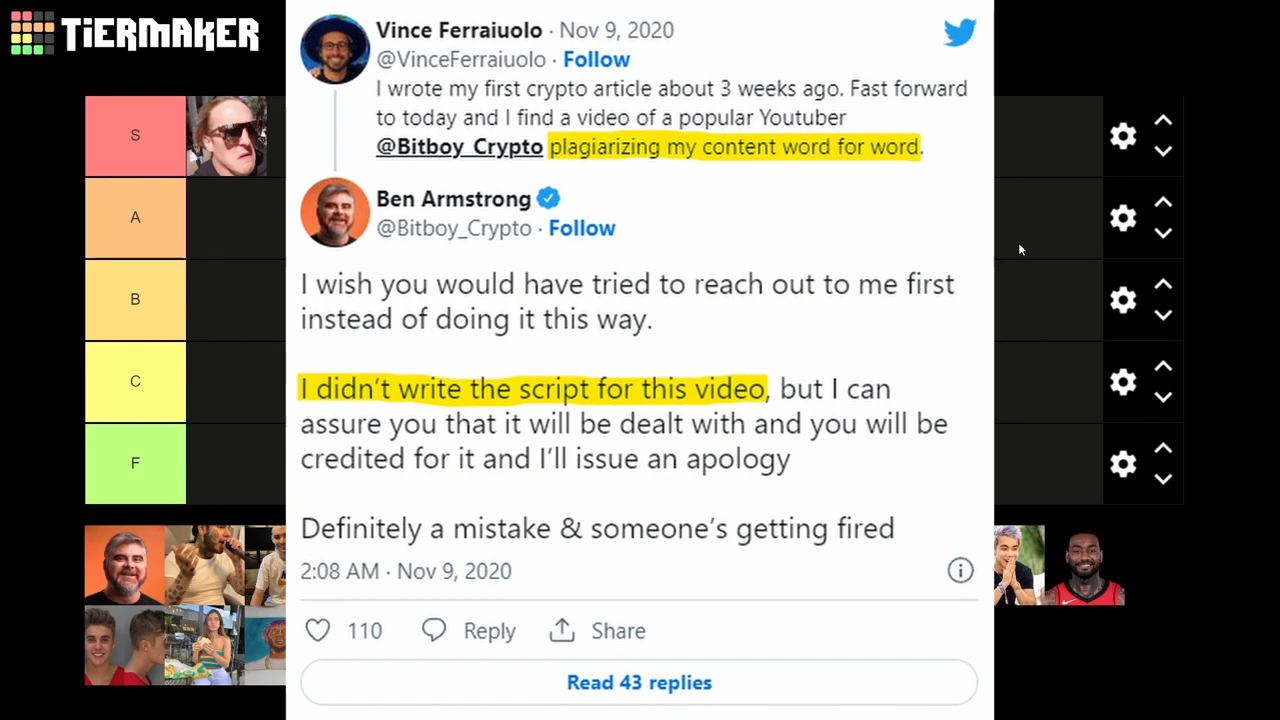 TIERMAKER
Vince Ferraiuolo · Nov 9, 2020
@VinceFerraiuolo · Follow
I wrote my first crypto article about 3 weeks ago. Fast forward
to today and I find a video of a popular Youtuber
@Bitboy_Crypto plagiarizing my content word for word.
Ben Armstrong
@Bitboy_Crypto · Follow
I wish you would have tried to reach out to me first
instead of doing it this way.
I didn't write the script for this video, but I can
assure you that it will be dealt with and you will be
credited for it and I'll issue an apology
Definitely a mistake & someone's getting fired
2:08 AM · Nov 9, 2020
110 Reply Share
Read 43 replies
S
A
B
C
F